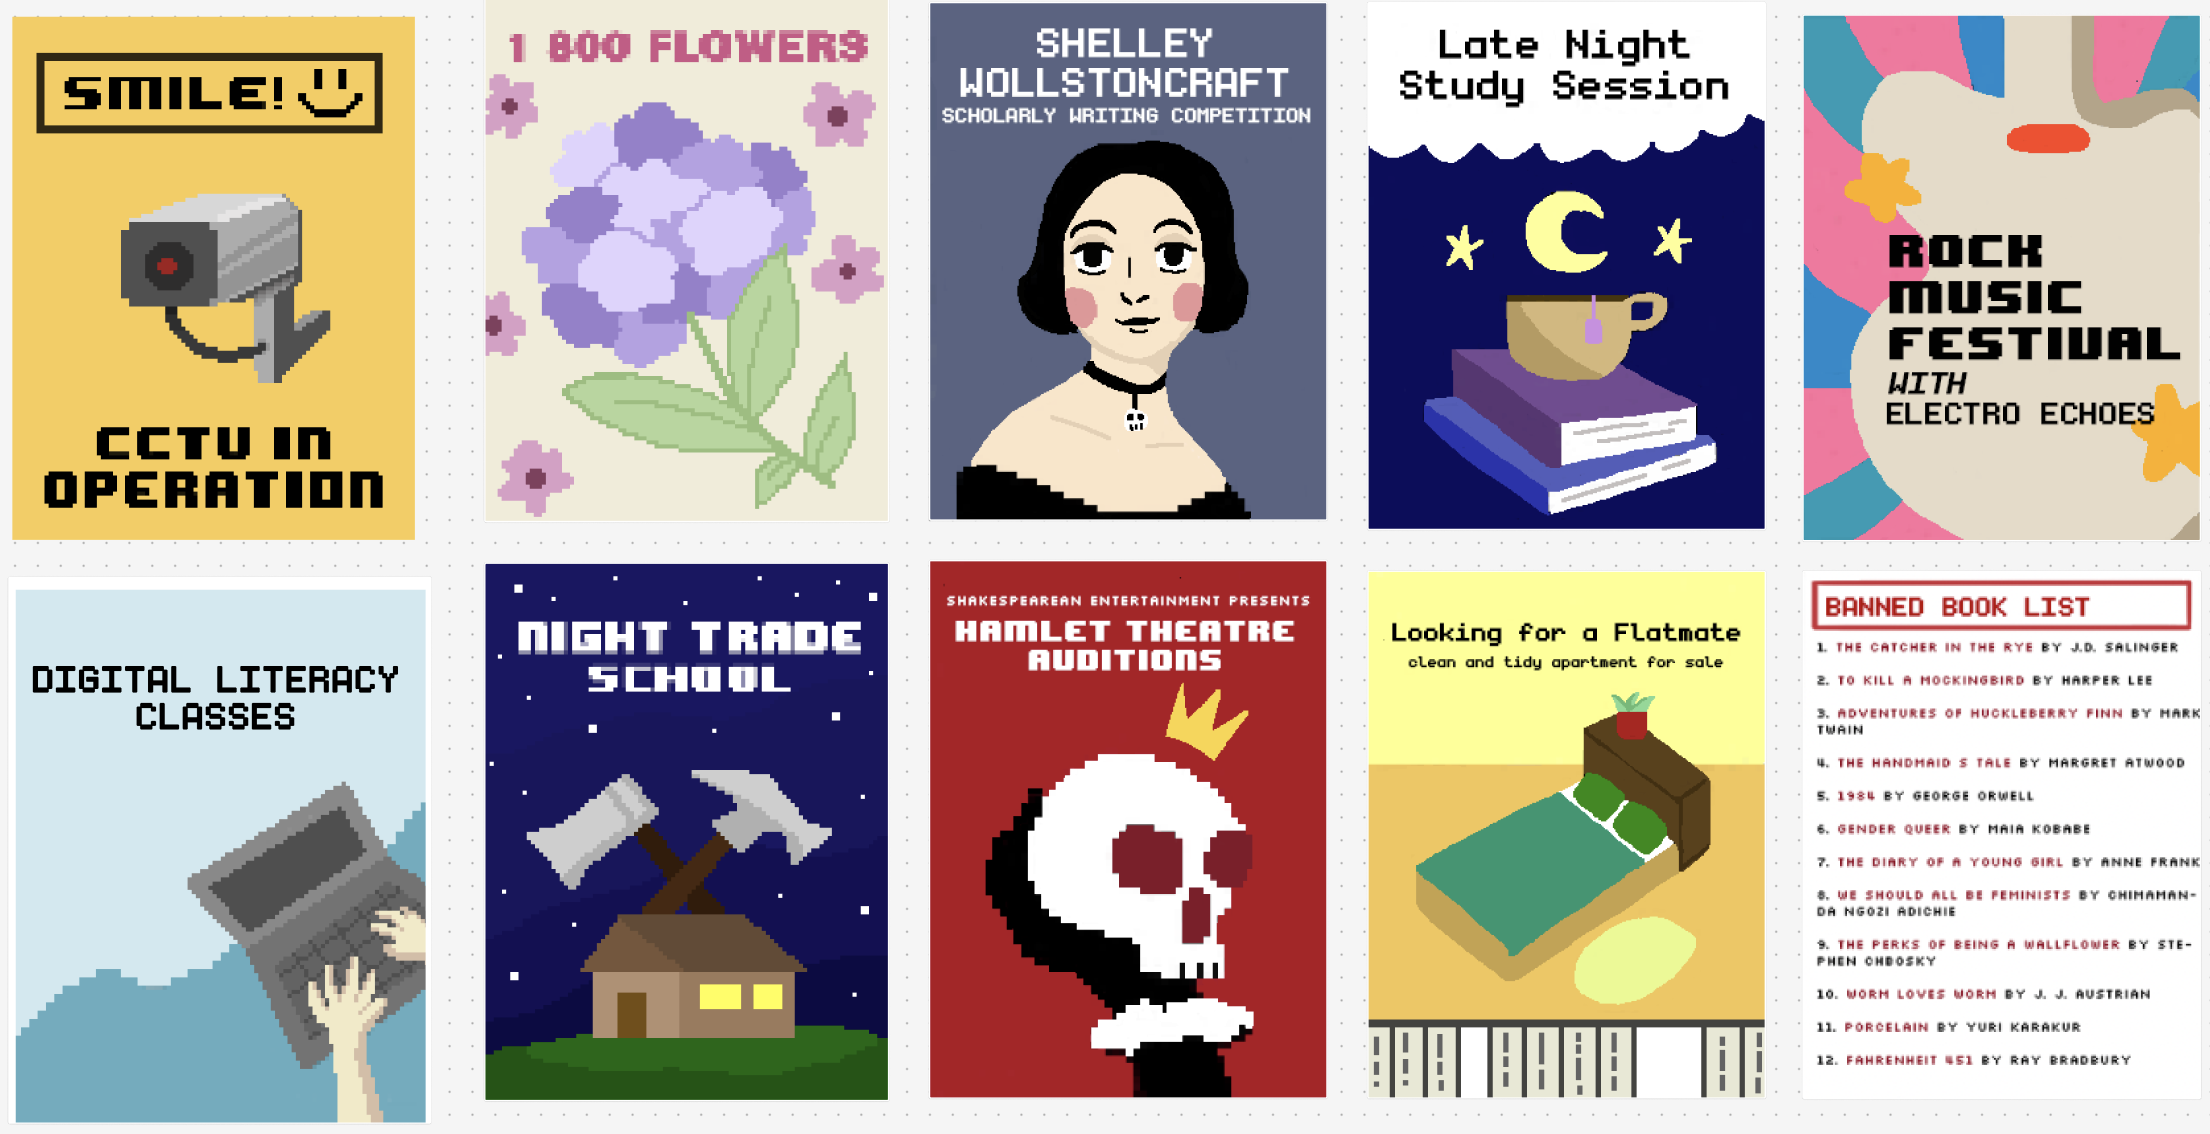 SMILE!
CCTV IN
OPERATION
1 800 FLOWERS
SHELLEY
WOLLSTONCRAFT
SCHOLARLY WRITING COMPETITION
Late Night
Study Session
ROCK
MUSIC
FESTIVAL
WITH
ELECTRO ECHOES
DIGITAL LITERACY
CLASSES
NIGHT TRADE
SCHOOL
SHAKESPEAREAN ENTERTAINMENT PRESENTS
HAMLET THEATRE
AUDITIONS
Looking for a Flatmate
clean and tidy apartment for sale
BANNED BOOK LIST
1. THE CATCHER IN THE RYE BY J.D. SALINGER
2. TO KILL A MOCKINGBIRD BY HARPER LEE
3. ADVENTURES OF HUCKLEBERRY FINN BY MARK
TWAIN
4. THE HANDMAID S TALE BY MARGRET ATWOOD
5. 1984 BY GEORGE ORWELL
6. GENDER QUEER BY MAIA KOBABE
7. THE DIARY OF A YOUNG GIRL BY ANNE FRANK
8. WE SHOULD ALL BE FEMINISTS BY CHIMAMAN-
DA NGOZI ADICHIE
9. THE PERKS OF BEING A WALLFLOWER BY STE-
PHEN CHBOSKY
10. WORM LOVES WORM BY J. J. AUSTRIAN
11. PORCELAIN BY YURI KARAKUR
12. FAHRENHEIT 451 BY RAY BRADBURY